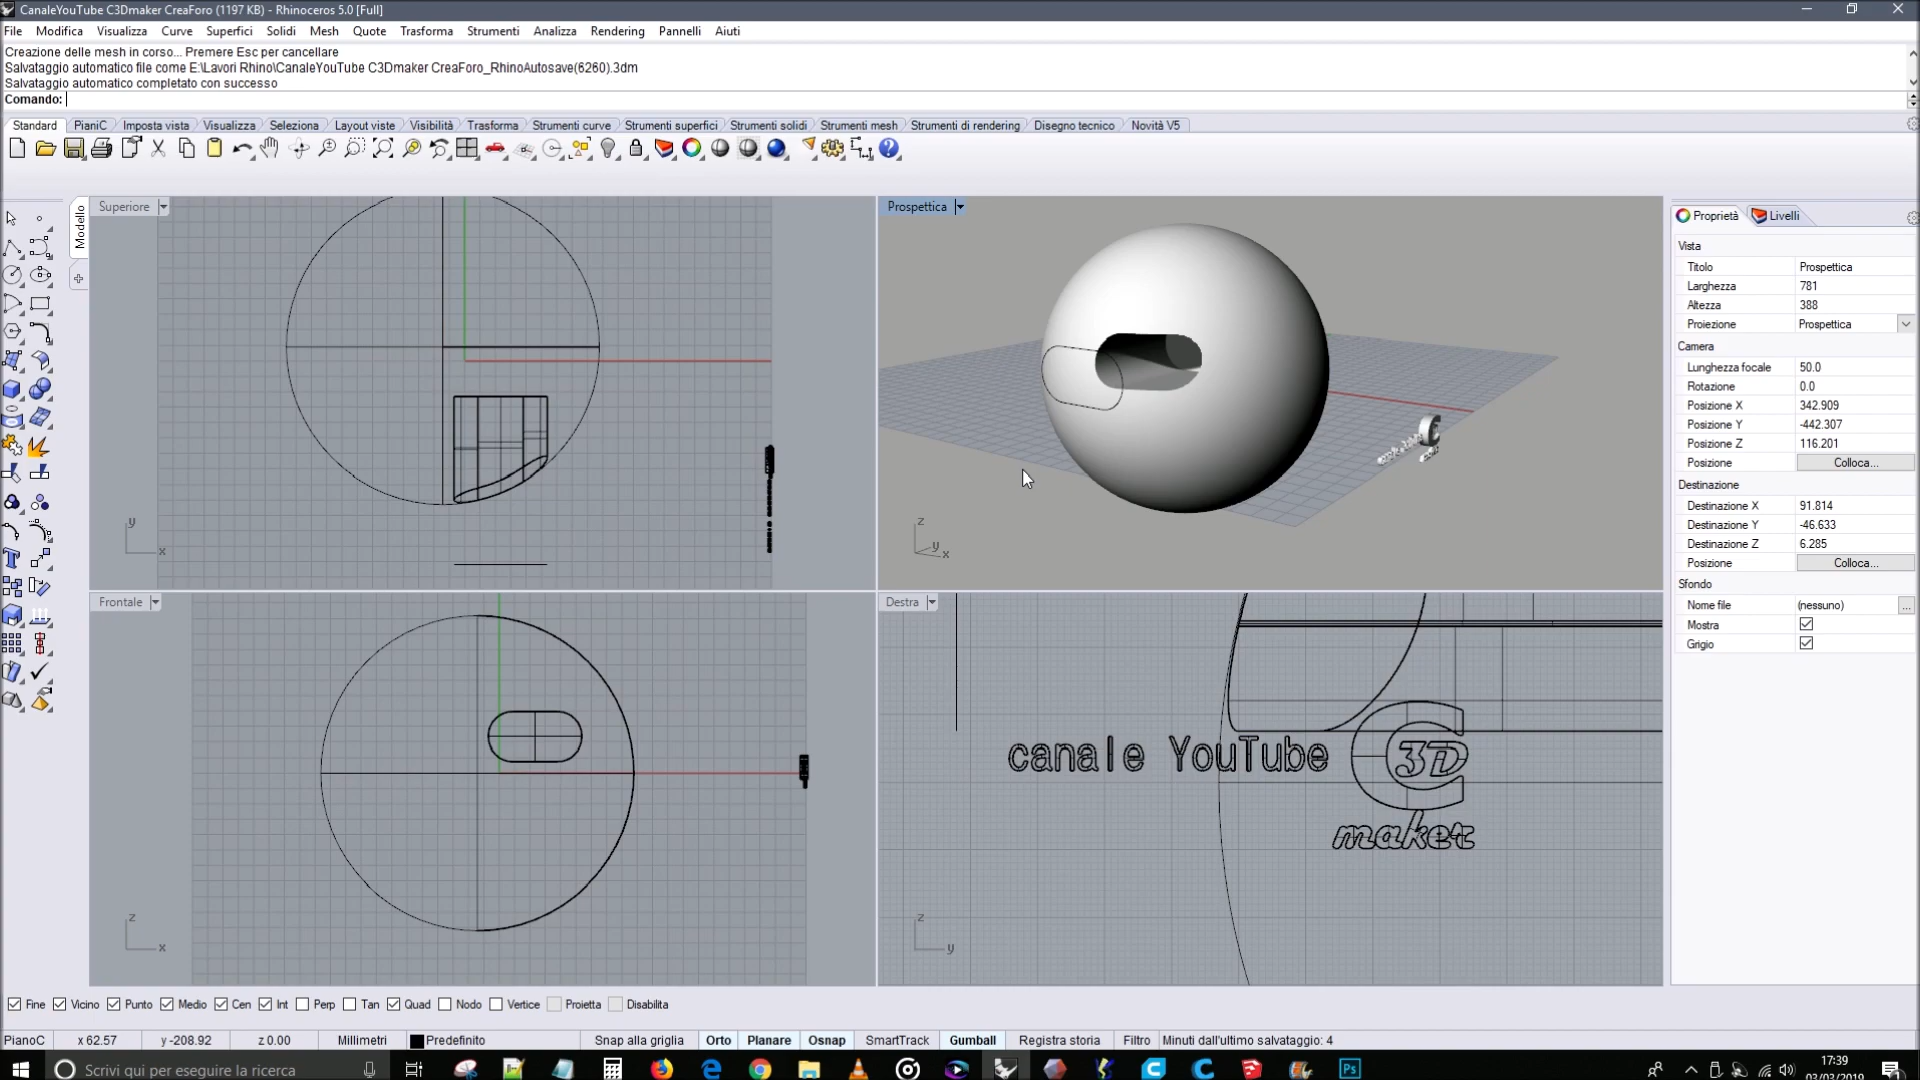 CanaleYouTube C3Dmaker CreaForo (1197 KB) - Rhinoceros 5.0 [Full]
File Modifica Visualizza Curve Superfici Solidi Mesh Quote Trasforma Strumenti Analizza Rendering Pannelli Aiuti
Creazione delle mesh in corso... Premere Esc per cancellare
Salvataggio automatico file come E:\Lavori Rhino\CanaleYouTube C3Dmaker CreaForo_RhinoAutosave(6260).3dm
Salvataggio automatico completato con successo
Comando:
Standard PianiC Imposta vista Visualizza Seleziona Layout viste Visibilità Trasforma Strumenti curve Strumenti superfici Strumenti solidi Strumenti mesh Strumenti di rendering Disegno tecnico Novità V5
Modello
Superiore
y
x
Prospettica
z
y
x
Frontale
z
x
Destra
canale YouTube
3D
maker
z
y
Proprietà Livelli
Vista
Titolo Prospettica
Larghezza 781
Altezza 388
Proiezione Prospettica
Camera
Lunghezza focale 50.0
Rotazione 0.0
Posizione X 342.909
Posizione Y -442.307
Posizione Z 116.201
Posizione Colloca...
Destinazione
Destinazione X 91.814
Destinazione Y -46.633
Destinazione Z 6.285
Posizione Colloca...
Sfondo
Nome file (nessuno) ...
Mostra
Grigio
Fine Vicino Punto Medio Cen Int Perp Tan Quad Nodo Vertice Proietta Disabilita
PianoC x 62.57 y -208.92 z 0.00 Millimetri Predefinito Snap alla griglia Orto Planare Osnap SmartTrack Gumball Registra storia Filtro Minuti dall'ultimo salvataggio: 4
Scrivi qui per eseguire la ricerca
Ps
17:39
03/03/2019